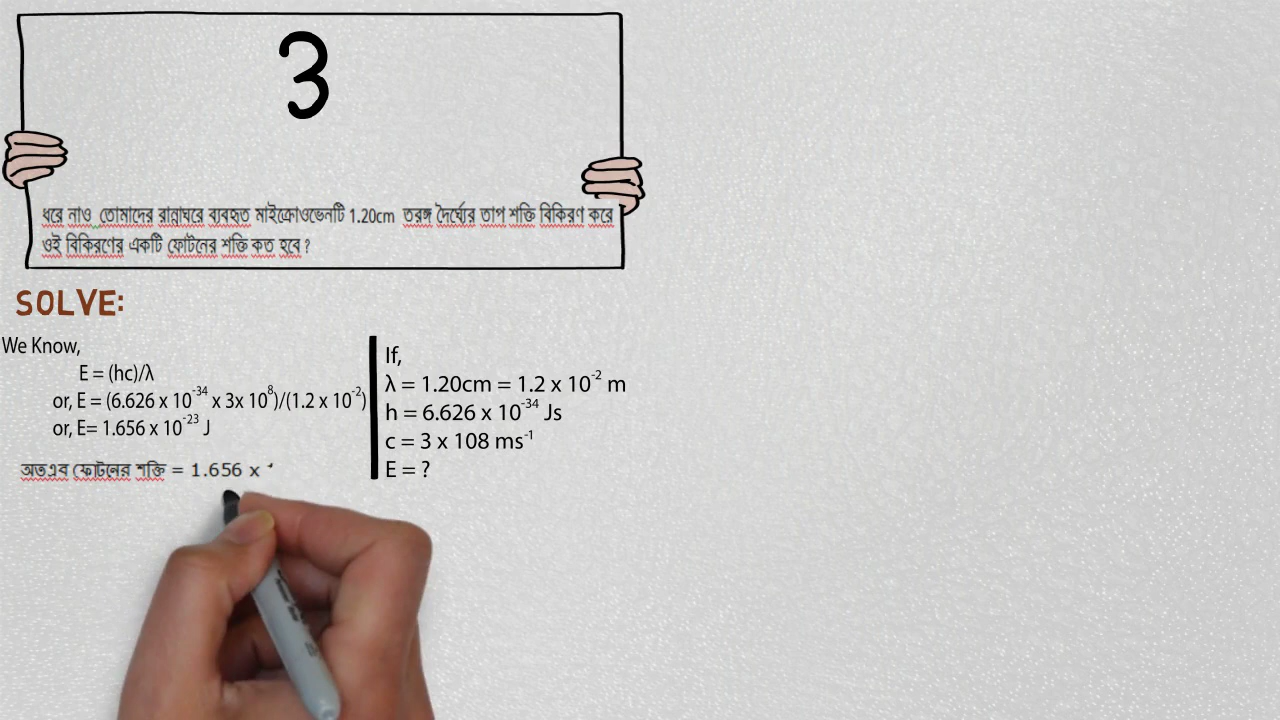 3
ধরে নাও তোমাদের রান্নাঘরে ব্যবহৃত মাইক্রোওভেনটি 1.20cm তরঙ্গ দৈর্ঘ্যের তাপ শক্তি বিকিরণ করে
ওই বিকিরণের একটি ফোটনের শক্তি কত হবে ?
SOLVE:
We Know,
E = (hc)/λ
or, E = (6.626 x 10⁻³⁴ x 3x 10⁸)/(1.2 x 10⁻²)
or, E= 1.656 x 10⁻²³ J
অতএব ফোটনের শক্তি = 1.656 x
If,
λ = 1.20cm = 1.2 x 10⁻² m
h = 6.626 x 10⁻³⁴ Js
c = 3 x 108 ms⁻¹
E = ?